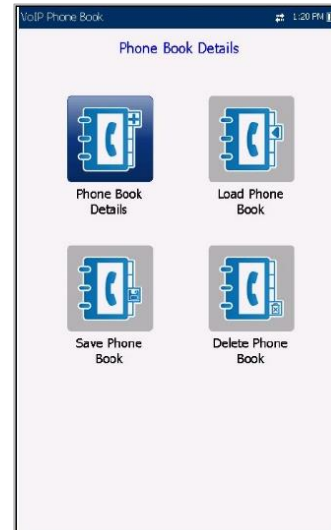 VoIP Phone Book 1:20 PM
Phone Book Details
Phone Book Load Phone
Details Book
Save Phone Delete Phone
Book Book